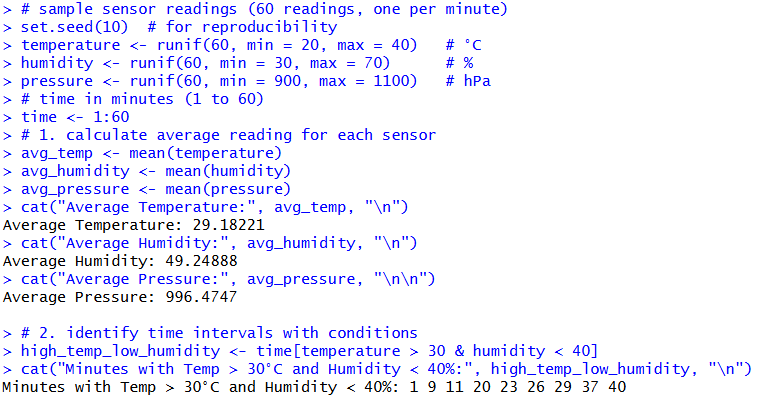 > # sample sensor readings (60 readings, one per minute)
> set.seed(10)  # for reproducibility
> temperature <- runif(60, min = 20, max = 40)   # °C
> humidity <- runif(60, min = 30, max = 70)      # %
> pressure <- runif(60, min = 900, max = 1100)   # hPa
> # time in minutes (1 to 60)
> time <- 1:60
> # 1. calculate average reading for each sensor
> avg_temp <- mean(temperature)
> avg_humidity <- mean(humidity)
> avg_pressure <- mean(pressure)
> cat("Average Temperature:", avg_temp, "\n")
Average Temperature: 29.18221
> cat("Average Humidity:", avg_humidity, "\n")
Average Humidity: 49.24888
> cat("Average Pressure:", avg_pressure, "\n\n")
Average Pressure: 996.4747

> # 2. identify time intervals with conditions
> high_temp_low_humidity <- time[temperature > 30 & humidity < 40]
> cat("Minutes with Temp > 30°C and Humidity < 40%:", high_temp_low_humidity, "\n")
Minutes with Temp > 30°C and Humidity < 40%: 1 9 11 20 23 26 29 37 40